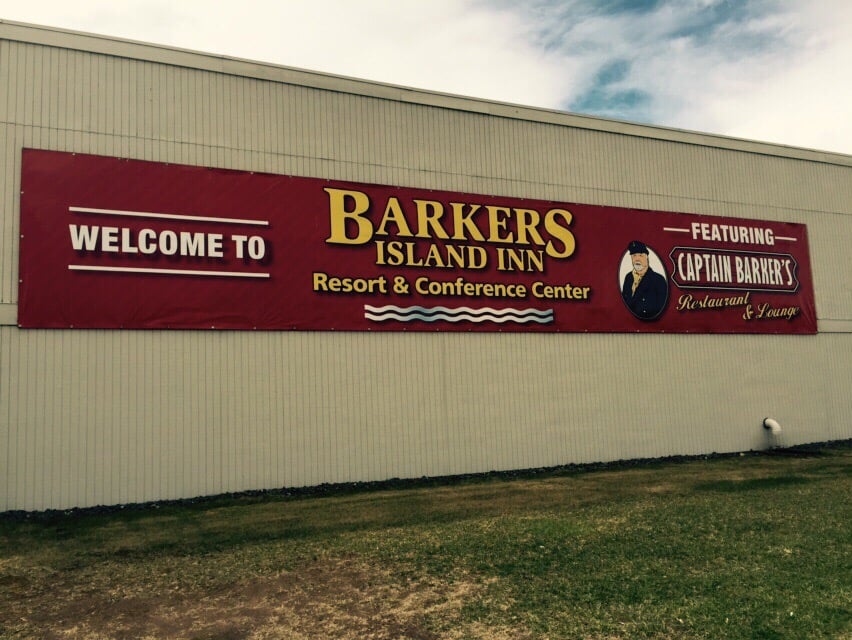 WELCOME TO
BARKERS
ISLAND INN
Resort & Conference Center
FEATURING
CAPTAIN BARKER'S
Restaurant
& Lounge